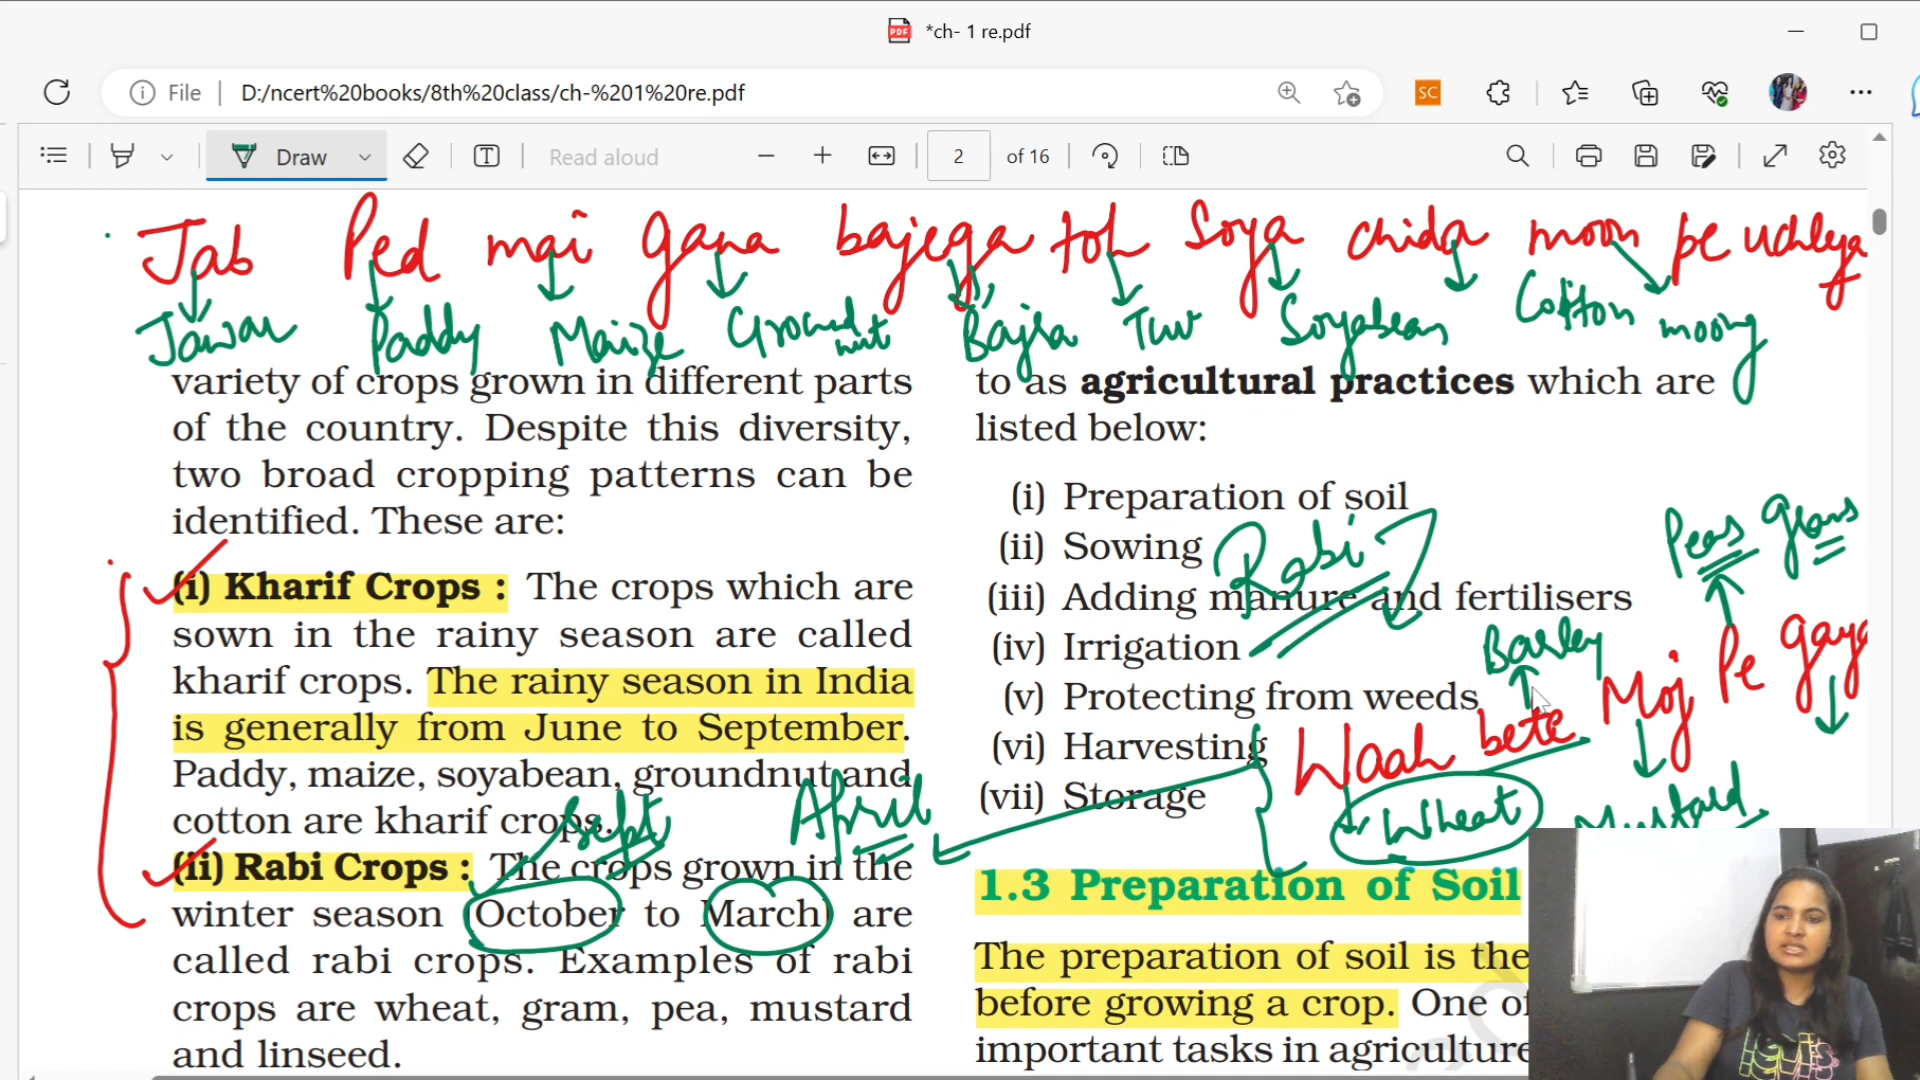 *ch- 1 re.pdf
File | D:/ncert%20books/8th%20class/ch-%201%20re.pdf
SC
Draw
Read aloud
2 of 16
Jab Ped mai gana bajega toh Soya chida moon pe uchleya
Jawar Paddy Maize Groundnut Bajra Tur Soyabean Cotton moong
variety of crops grown in different parts
of the country. Despite this diversity,
two broad cropping patterns can be
identified. These are:
(i) Kharif Crops : The crops which are
sown in the rainy season are called
kharif crops. The rainy season in India
is generally from June to September.
Paddy, maize, soyabean, groundnut and
cotton are kharif crops.
Sept April
(ii) Rabi Crops : The crops grown in the
winter season (October to March) are
called rabi crops. Examples of rabi
crops are wheat, gram, pea, mustard
and linseed.
to as agricultural practices which are
listed below:
(i) Preparation of soil
(ii) Sowing
(iii) Adding manure and fertilisers
(iv) Irrigation
(v) Protecting from weeds
(vi) Harvesting
(vii) Storage
Rabi
Peas Grams
Barley
Waah bete Moj Pe gaya
Wheat Mustard
1.3 Preparation of Soil
The preparation of soil is the
before growing a crop. One of
important tasks in agriculture